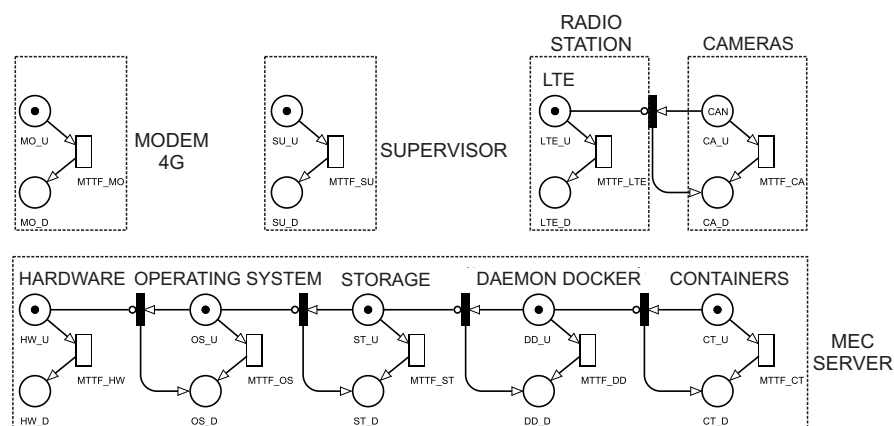 RADIO
STATION
CAMERAS
LTE
CAN
MO_U
SU_U
LTE_U
CA_U
MODEM
4G
SUPERVISOR
MTTF_MO
MTTF_SU
MTTF_LTE
MTTF_CA
MO_D
SU_D
LTE_D
CA_D
HARDWARE OPERATING SYSTEM STORAGE DAEMON DOCKER CONTAINERS
HW_U
OS_U
ST_U
DD_U
CT_U
MEC
SERVER
MTTF_HW
MTTF_OS
MTTF_ST
MTTF_DD
MTTF_CT
HW_D
OS_D
ST_D
DD_D
CT_D